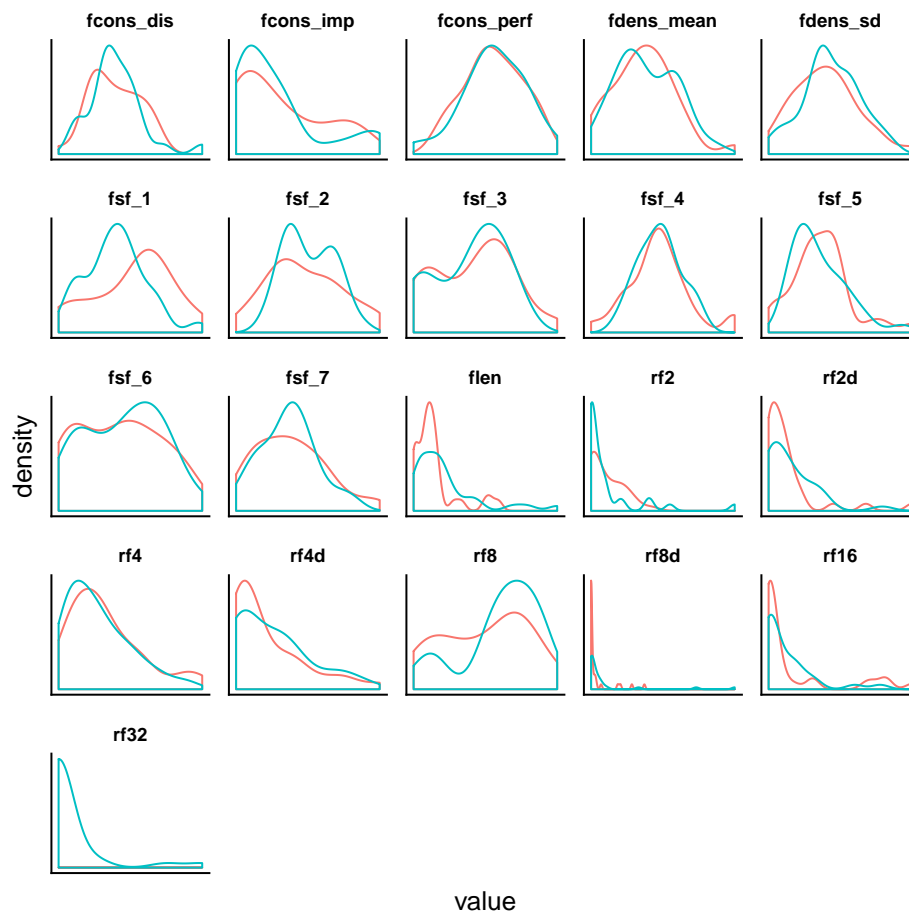 fcons_dis fcons_imp fcons_perf fdens_mean fdens_sd
fsf_1 fsf_2 fsf_3 fsf_4 fsf_5
fsf_6 fsf_7 flen rf2 rf2d
rf4 rf4d rf8 rf8d rf16
rf32
density
value